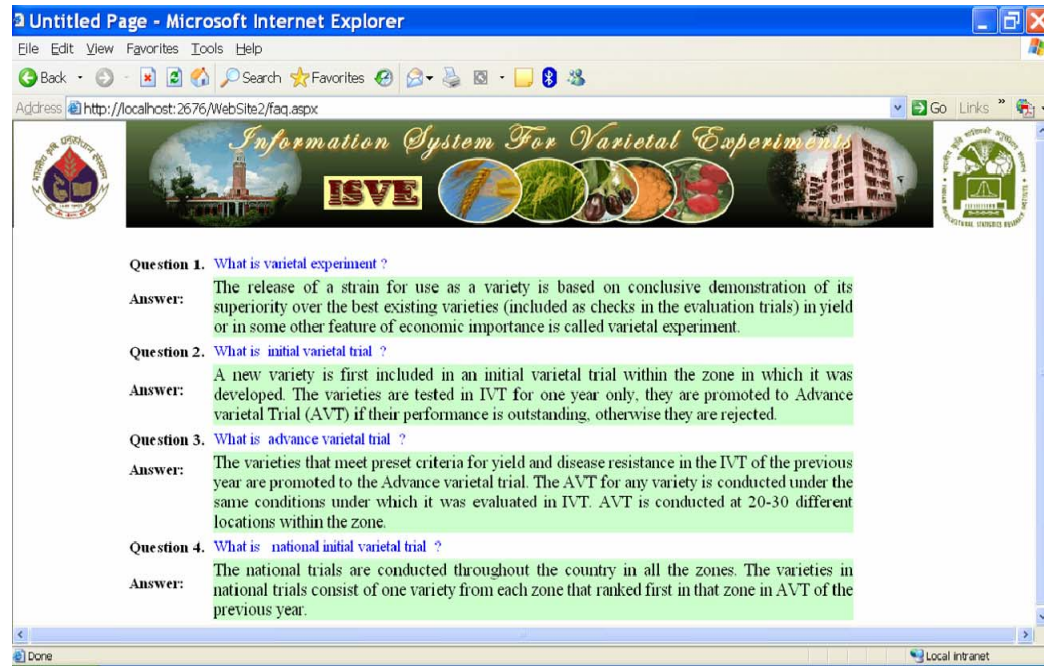 Untitled Page - Microsoft Internet Explorer
File Edit View Favorites Tools Help
Back Search Favorites
Address http://localhost:2676/WebSite2/faq.aspx Go Links »
Information System For Varietal Experiments
ISVE
Question 1. What is varietal experiment ?
Answer: The release of a strain for use as a variety is based on conclusive demonstration of its
superiority over the best existing varieties (included as checks in the evaluation trials) in yield
or in some other feature of economic importance is called varietal experiment.
Question 2. What is initial varietal trial ?
Answer: A new variety is first included in an initial varietal trial within the zone in which it was
developed. The varieties are tested in IVT for one year only, they are promoted to Advance
varietal Trial (AVT) if their performance is outstanding, otherwise they are rejected.
Question 3. What is advance varietal trial ?
Answer: The varieties that meet preset criteria for yield and disease resistance in the IVT of the previous
year are promoted to the Advance varietal trial. The AVT for any variety is conducted under the
same conditions under which it was evaluated in IVT. AVT is conducted at 20-30 different
locations within the zone.
Question 4. What is national initial varietal trial ?
Answer: The national trials are conducted throughout the country in all the zones. The varieties in
national trials consist of one variety from each zone that ranked first in that zone in AVT of the
previous year.
Done Local intranet